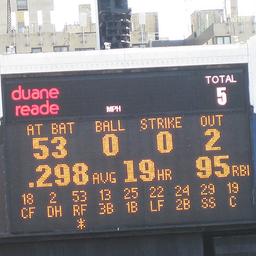 duane
reade
TOTAL
5
MPH
AT BAT BALL STRIKE OUT
53 0 0 2
.298 AVG 19 HR 95 RBI
18 2 53 13 25 22 24 29 19
CF DH RF 3B 1B LF 2B SS C
*